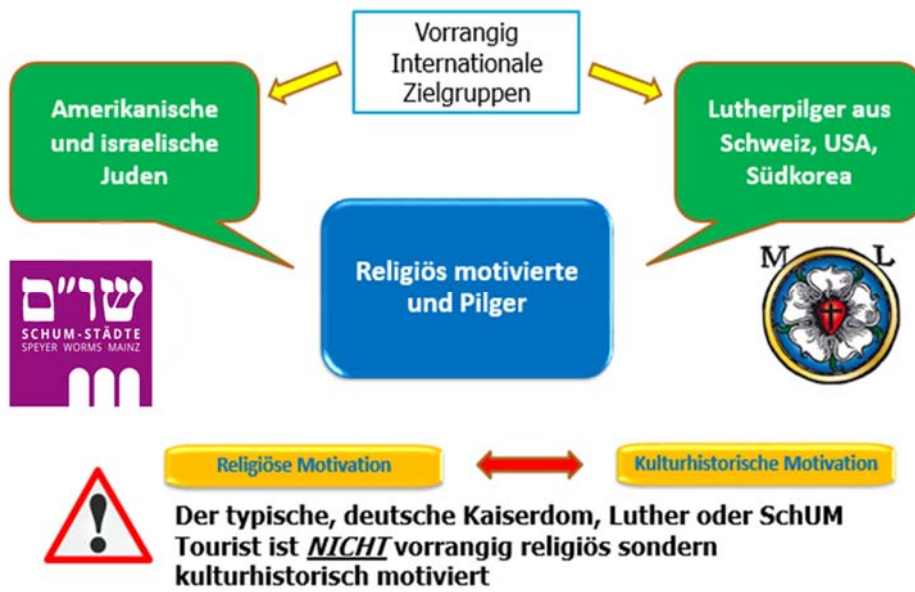 Vorrangig
Internationale
Zielgruppen
Amerikanische
und israelische
Juden
Lutherpilger aus
Schweiz, USA,
Südkorea
Religiös motivierte
und Pilger
שו"ם
SCHUM-STÄDTE
SPEYER WORMS MAINZ
M L
Religiöse Motivation
Kulturhistorische Motivation
Der typische, deutsche Kaiserdom, Luther oder SchUM
Tourist ist NICHT vorrangig religiös sondern
kulturhistorisch motiviert